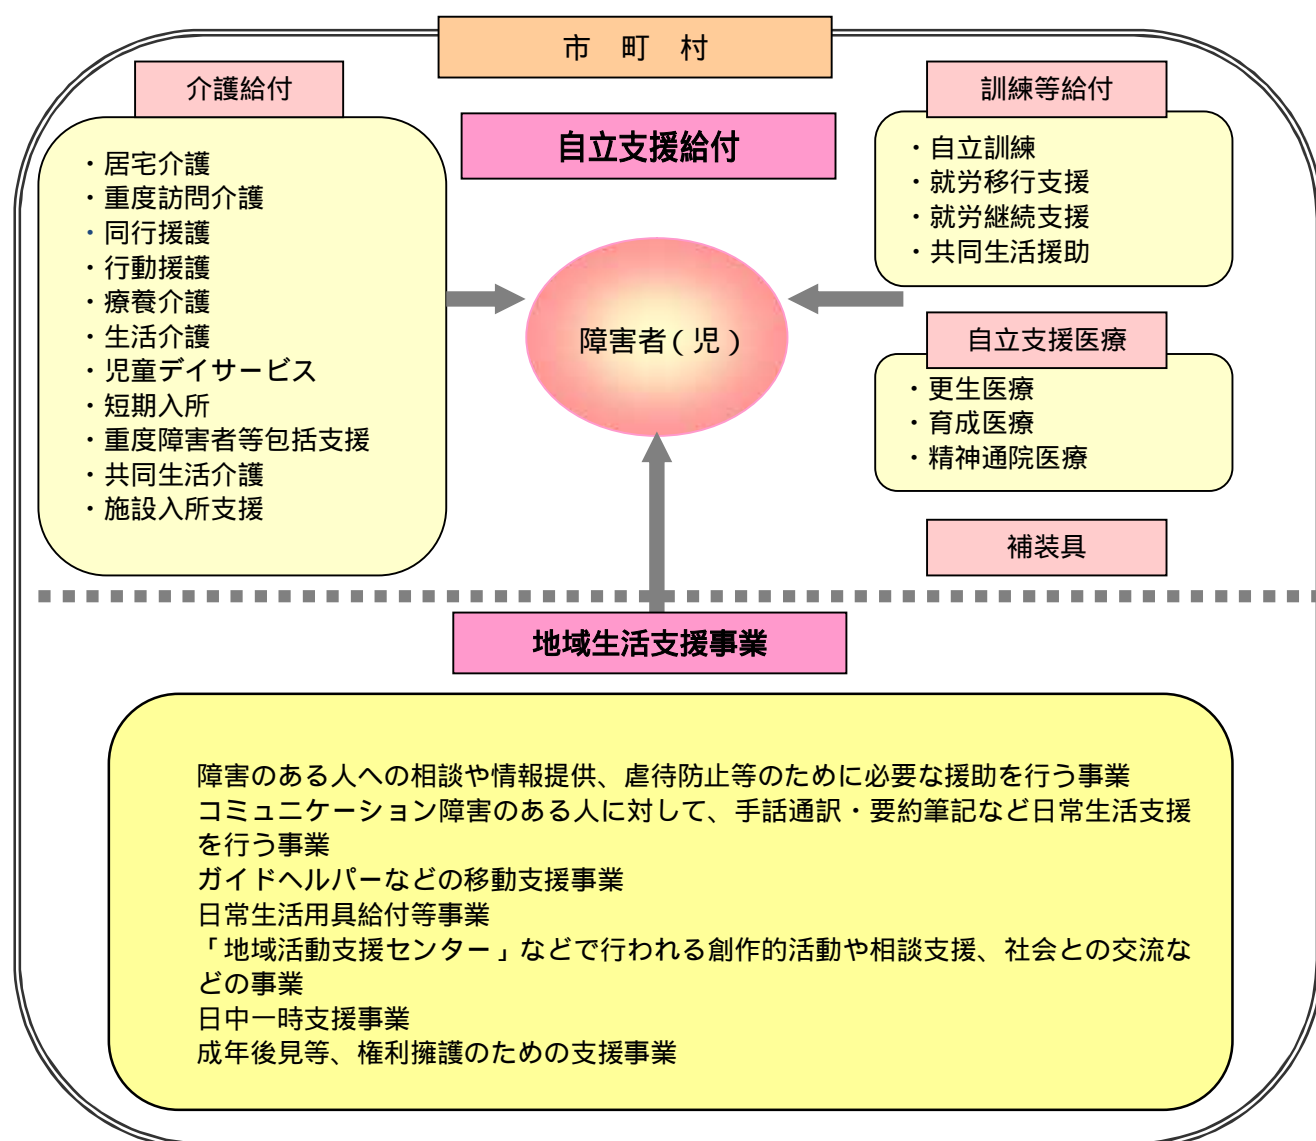 市　町　村
介護給付
・居宅介護
・重度訪問介護
・同行援護
・行動援護
・療養介護
・生活介護
・児童デイサービス
・短期入所
・重度障害者等包括支援
・共同生活介護
・施設入所支援
自立支援給付
障害者(児)
訓練等給付
・自立訓練
・就労移行支援
・就労継続支援
・共同生活援助
自立支援医療
・更生医療
・育成医療
・精神通院医療
補装具
地域生活支援事業
障害のある人への相談や情報提供、虐待防止等のために必要な援助を行う事業
コミュニケーション障害のある人に対して、手話通訳・要約筆記など日常生活支援
を行う事業
ガイドヘルパーなどの移動支援事業
日常生活用具給付等事業
「地域活動支援センター」などで行われる創作的活動や相談支援、社会との交流な
どの事業
日中一時支援事業
成年後見等、権利擁護のための支援事業